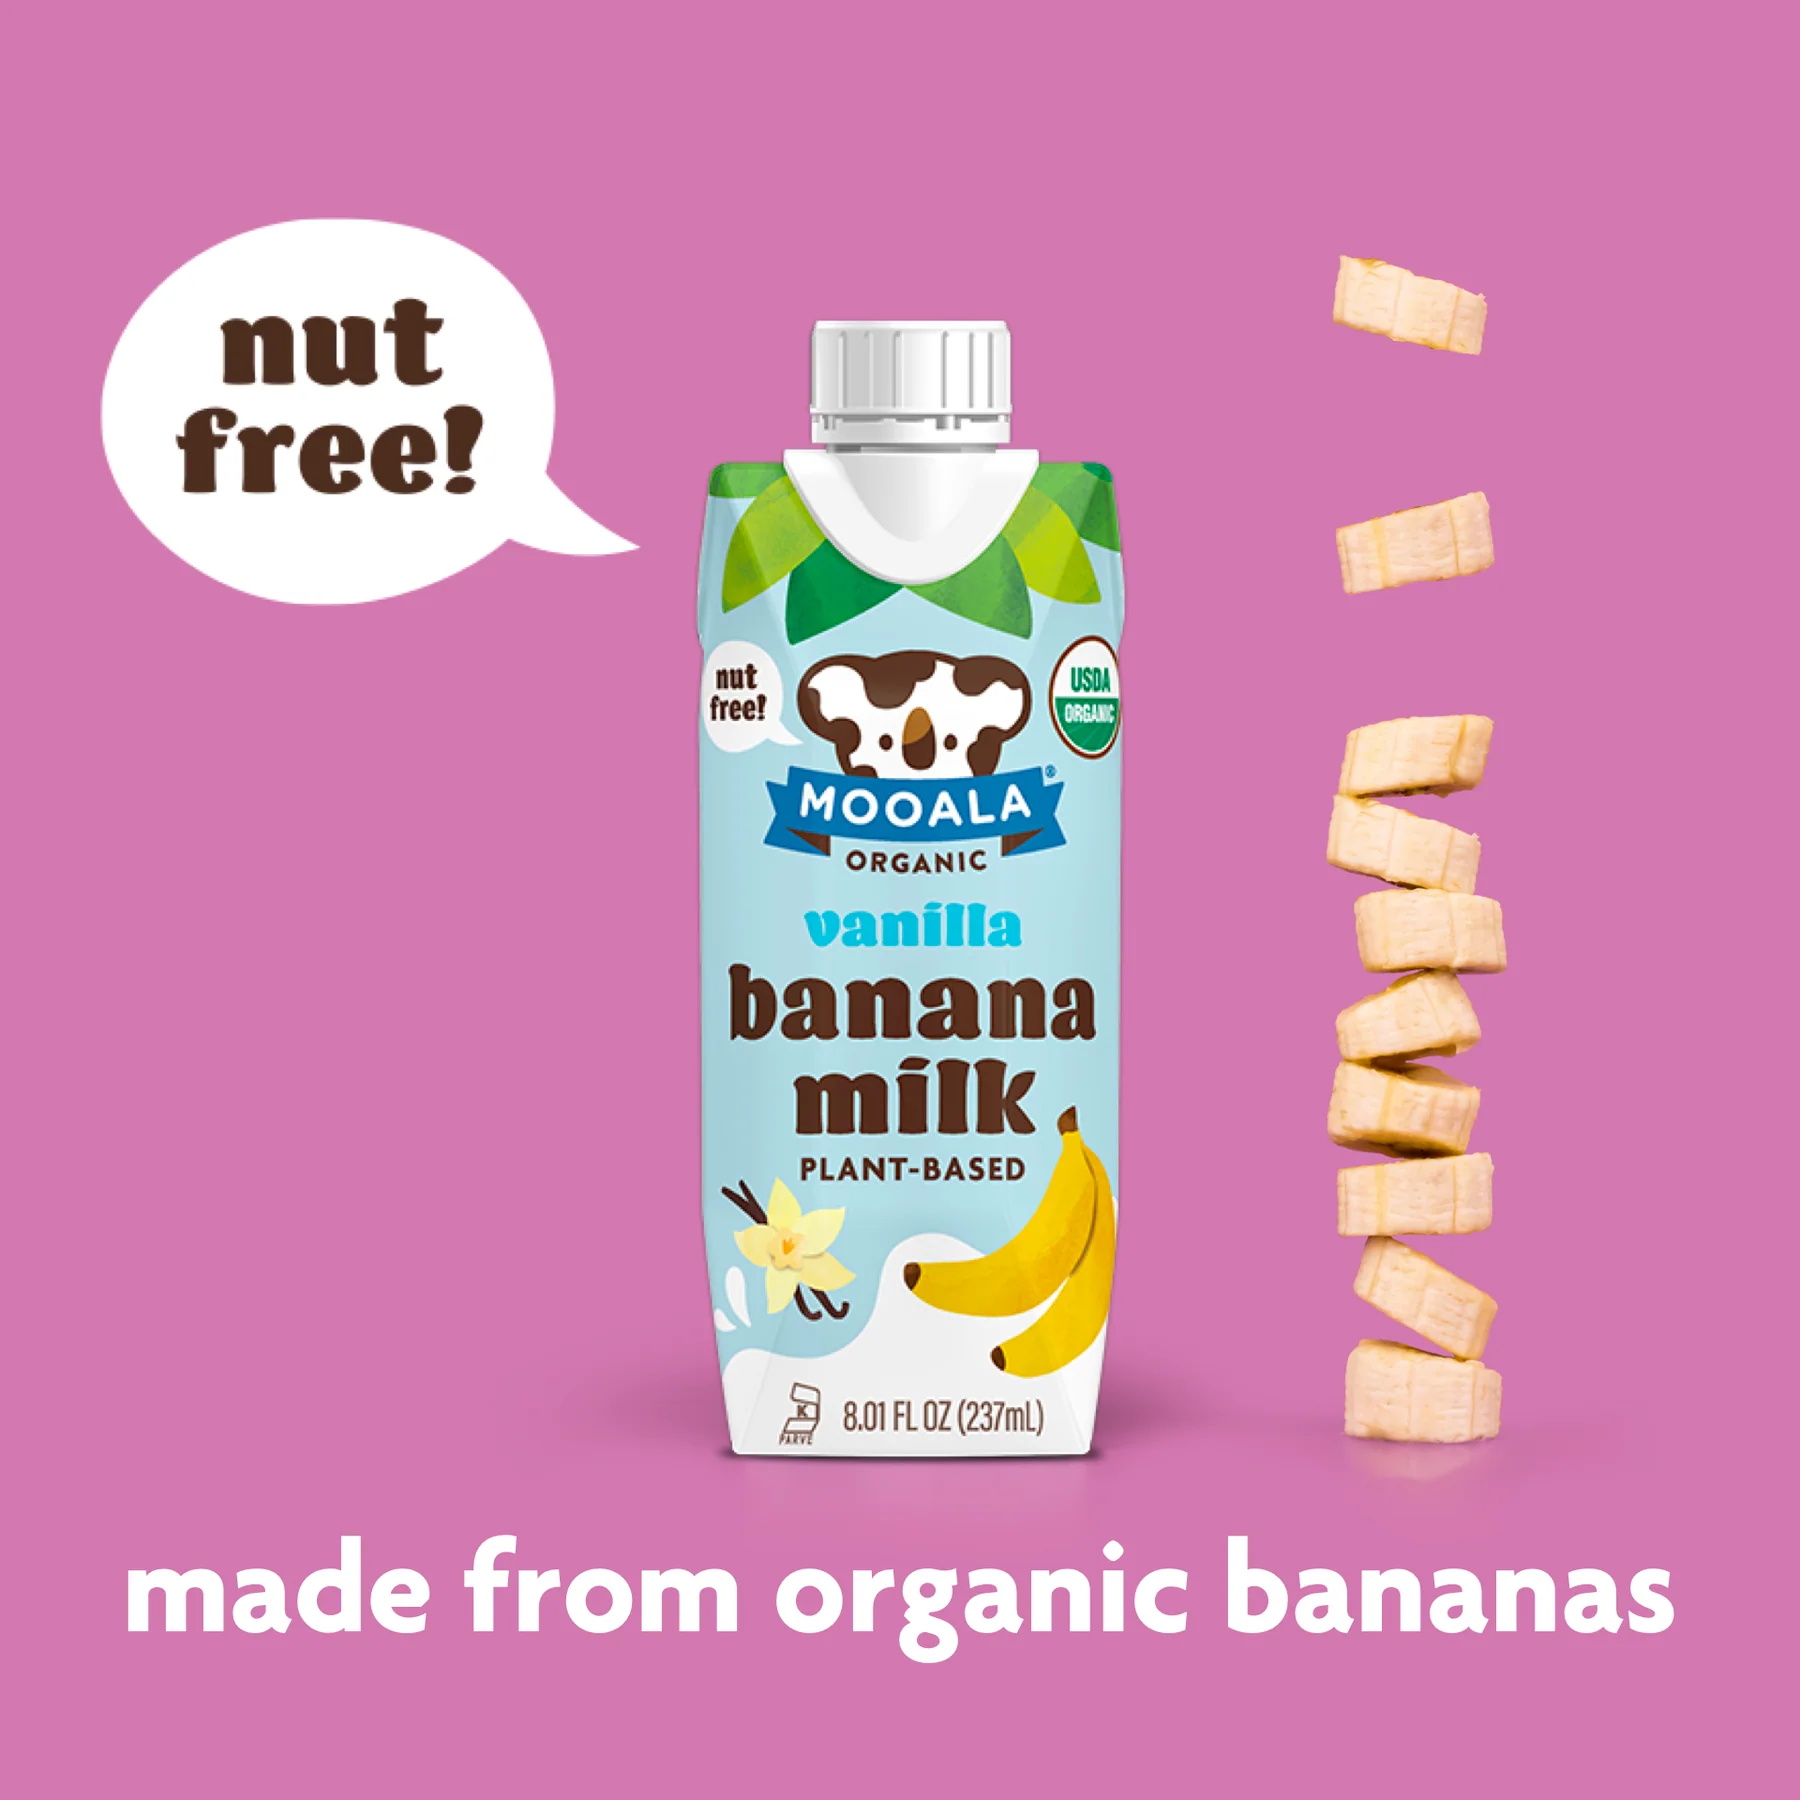 nut
free!
nut
free!
USDA
ORGANIC
MOOALA®
ORGANIC
vanilla
banana
milk
PLANT-BASED
K
PARVE
8.01 FL OZ (237mL)
made from organic bananas